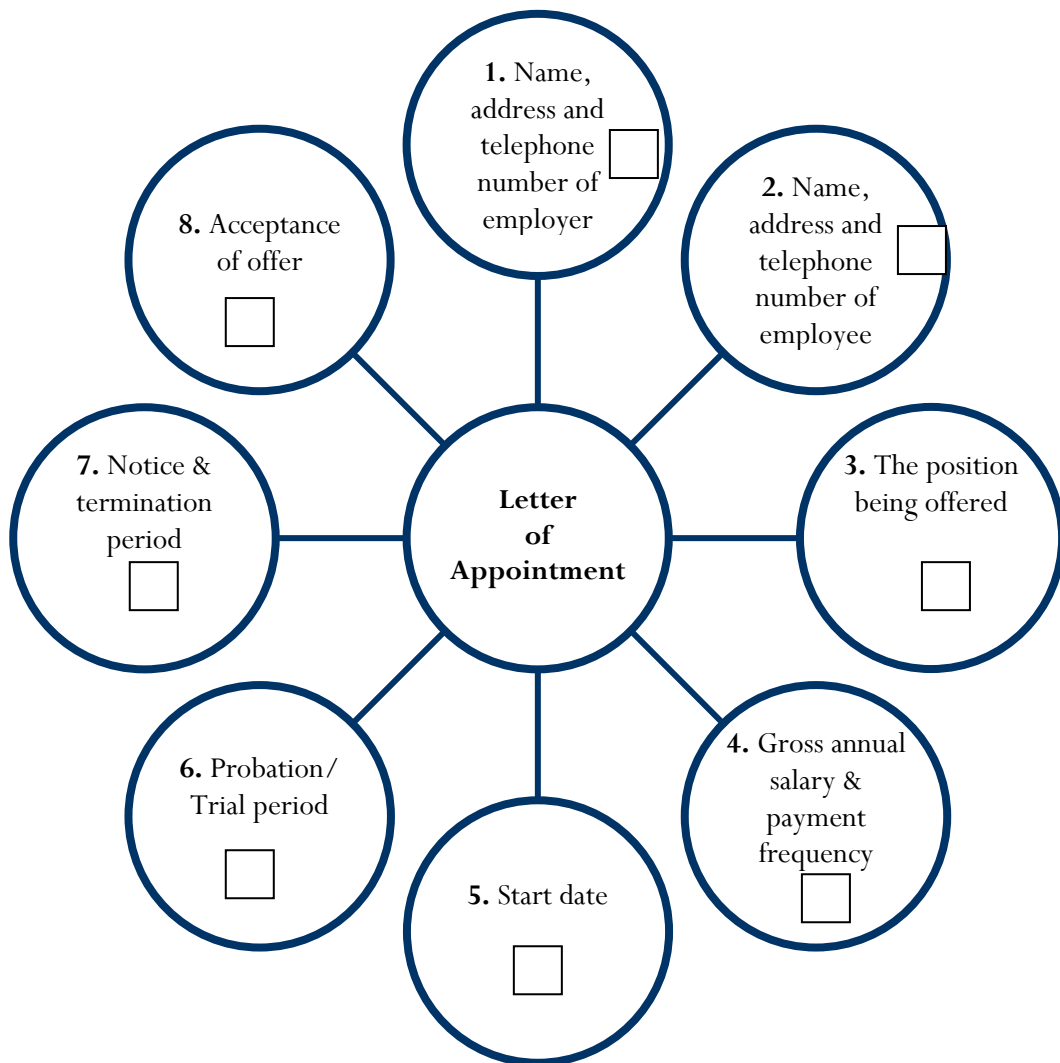 1. Name,
address and
telephone
number of
employer
2. Name,
address and
telephone
number of
employee
3. The position
being offered
4. Gross annual
salary &
payment
frequency
5. Start date
6. Probation/
Trial period
7. Notice &
termination
period
8. Acceptance
of offer
Letter
of
Appointment